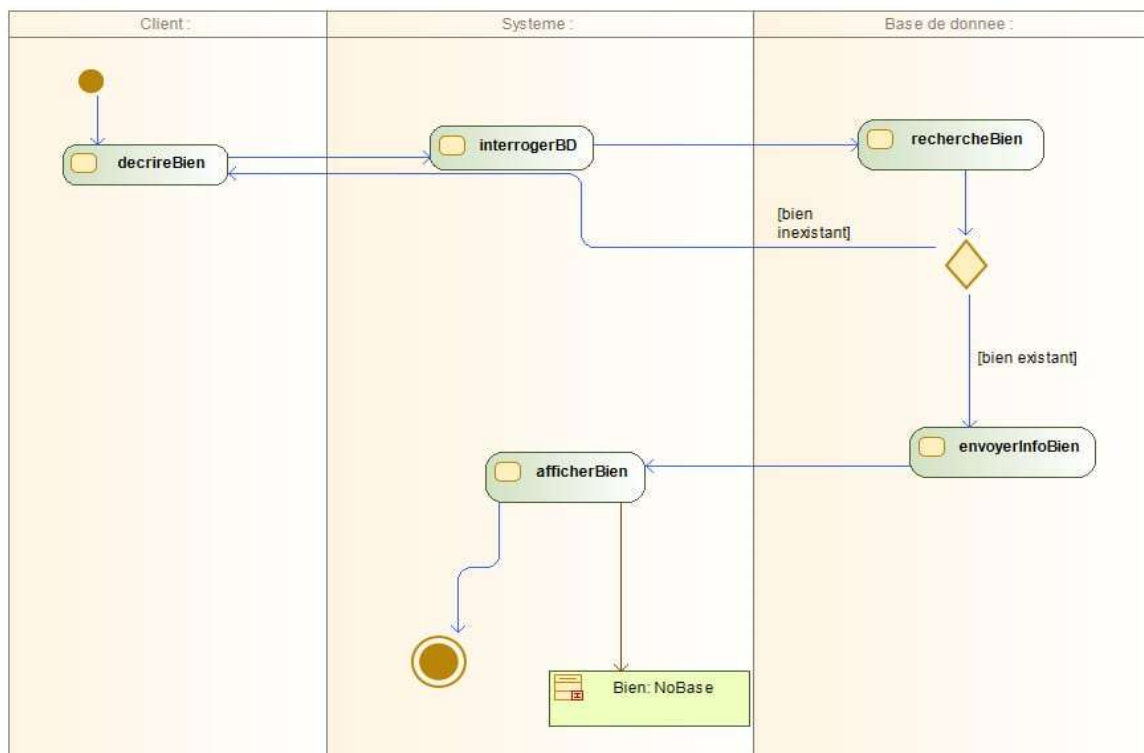 Client :
Systeme :
Base de donnee :
decrireBien
interrogerBD
rechercheBien
[bien
inexistant]
[bien existant]
envoyerInfoBien
afficherBien
Bien: NoBase